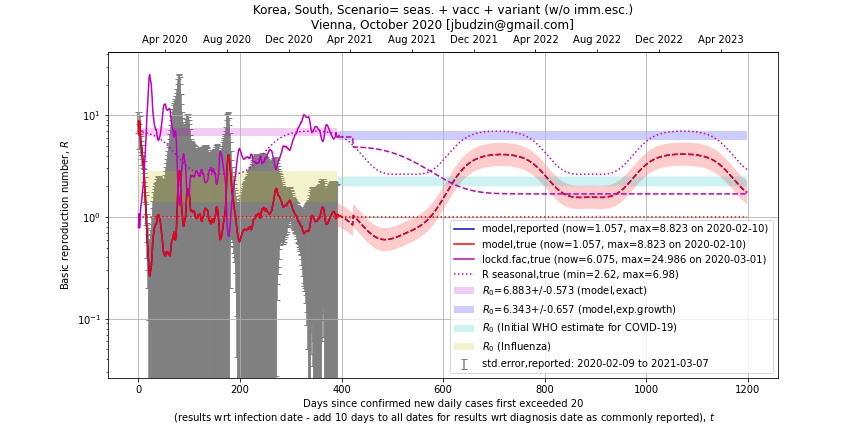 Korea, South, Scenario= seas. + vacc + variant (w/o imm.esc.)
Vienna, October 2020 [jbudzin@gmail.com]
Apr 2020 Aug 2020 Dec 2020 Apr 2021 Aug 2021 Dec 2021 Apr 2022 Aug 2022 Dec 2022 Apr 2023
Basic reproduction number, R
10¹
10⁰
10⁻¹
model,reported (now=1.057, max=8.823 on 2020-02-10)
model,true (now=1.057, max=8.823 on 2020-02-10)
lockd.fac,true (now=6.075, max=24.986 on 2020-03-01)
R seasonal,true (min=2.62, max=6.98)
R₀=6.883+/-0.573 (model,exact)
R₀=6.343+/-0.657 (model,exp.growth)
R₀ (Initial WHO estimate for COVID-19)
R₀ (Influenza)
std.error,reported: 2020-02-09 to 2021-03-07
0 200 400 600 800 1000 1200
Days since confirmed new daily cases first exceeded 20
(results wrt infection date - add 10 days to all dates for results wrt diagnosis date as commonly reported), t